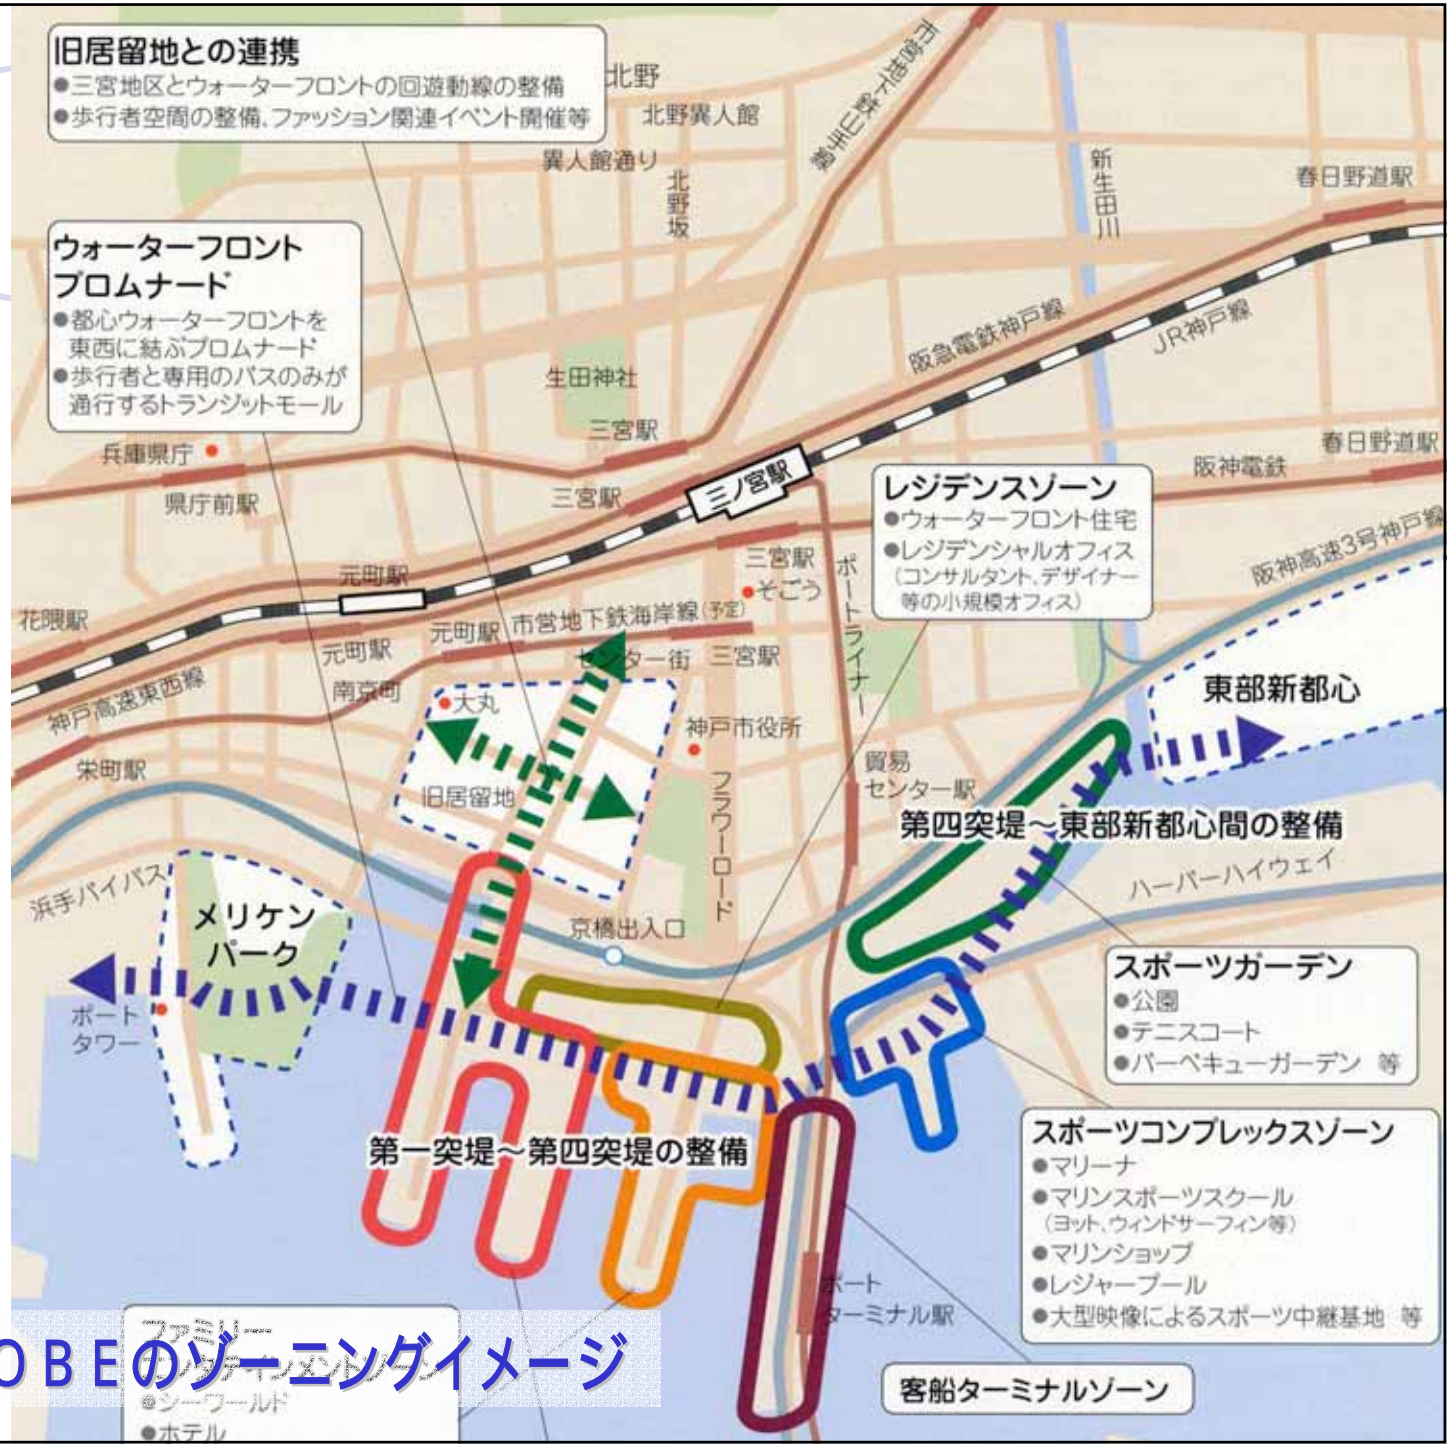 旧居留地との連携
●三宮地区とウォーターフロントの回遊動線の整備
●歩行者空間の整備、ファッション関連イベント開催等
北野
北野異人館
異人館通り
北野坂
市営地下鉄山手線
新生田川
春日野道駅
ウォーターフロント
プロムナード
●都心ウォーターフロントを
東西に結ぶプロムナード
●歩行者と専用のバスのみが
通行するトランジットモール
生田神社
阪急電鉄神戸線
JR神戸線
三宮駅
兵庫県庁
県庁前駅
三宮駅
三ノ宮駅
春日野道駅
阪神電鉄
レジデンスゾーン
●ウォーターフロント住宅
●レジデンシャルオフィス
(コンサルタント、デザイナー
等の小規模オフィス)
阪神高速3号神戸線
三宮駅
そごう
ポートライナー
元町駅
花隈駅
元町駅
元町駅
市営地下鉄海岸線(予定)
センター街
三宮駅
神戸高速東西線
南京町
大丸
神戸市役所
東部新都心
栄町駅
旧居留地
フラワーロード
貿易
センター駅
第四突堤～東部新都心間の整備
浜手バイパス
ハーバーハイウェイ
メリケン
パーク
京橋出入口
ポート
タワー
スポーツガーデン
●公園
●テニスコート
●バーベキューガーデン 等
第一突堤～第四突堤の整備
スポーツコンプレックスゾーン
●マリーナ
●マリンスポーツスクール
(ヨット、ウィンドサーフィン等)
●マリンショップ
●レジャープール
●大型映像によるスポーツ中継基地 等
ポート
ターミナル駅
客船ターミナルゾーン
ファミリー
ＯＢＥのゾーニングイメージ
●シーワールド
●ホテル